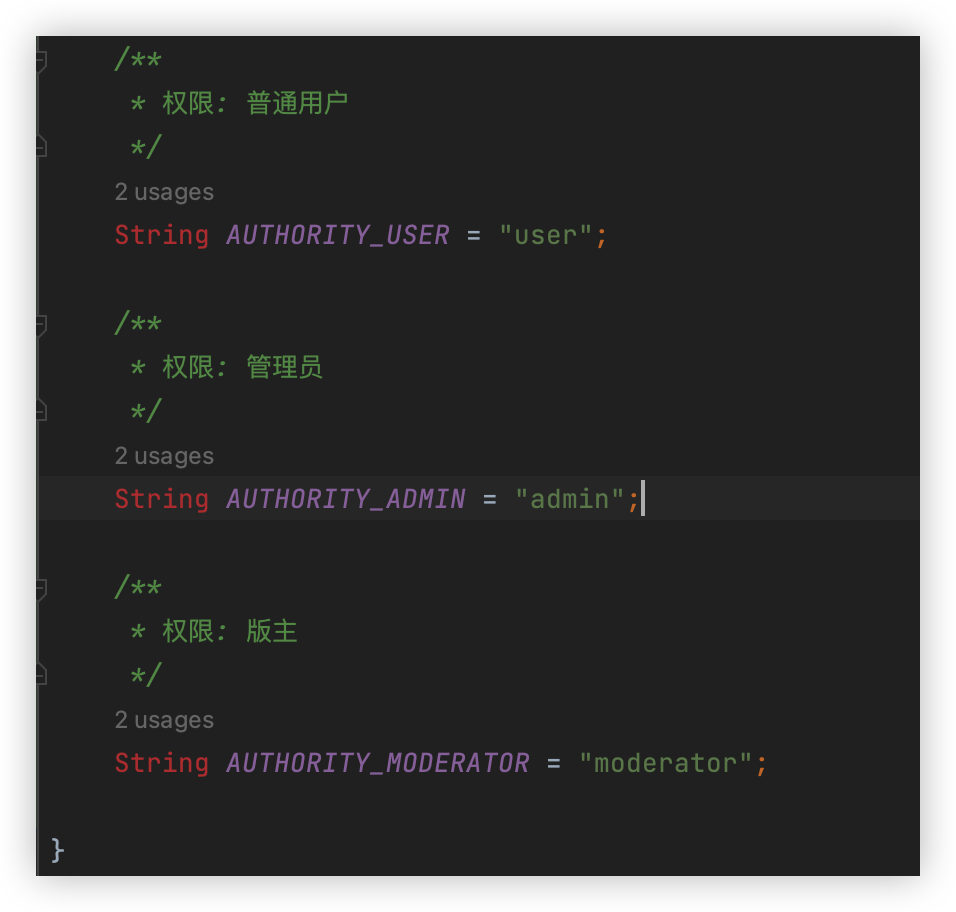 /**
* 权限: 普通用户
*/
2 usages
String AUTHORITY_USER = "user";
/**
* 权限: 管理员
*/
2 usages
String AUTHORITY_ADMIN = "admin";
/**
* 权限: 版主
*/
2 usages
String AUTHORITY_MODERATOR = "moderator";
}